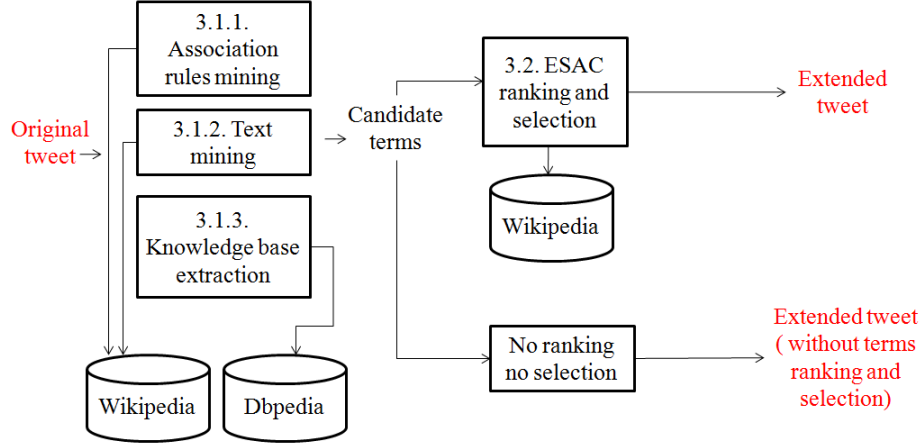 3.1.1.
Association
rules mining
Original
tweet
3.1.2. Text
mining
3.1.3.
Knowledge base
extraction
Wikipedia
Dbpedia
Candidate
terms
3.2. ESAC
ranking and
selection
Wikipedia
Extended
tweet
No ranking
no selection
Extended tweet
( without terms
ranking and
selection)